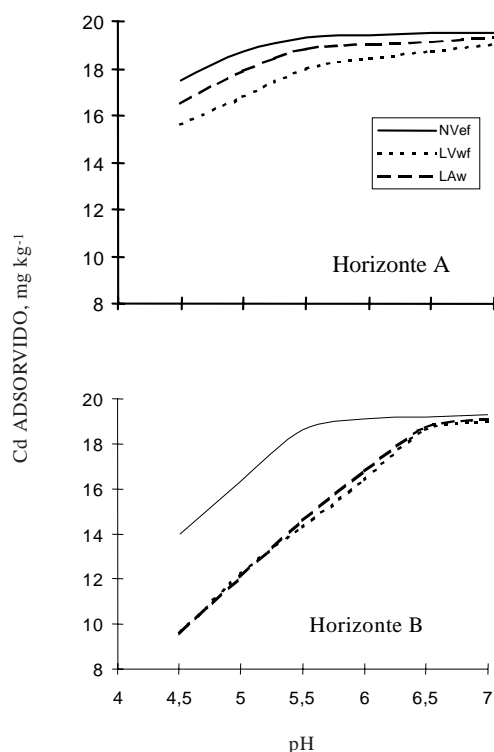 20
18
16
14
12
10
8
NVef
LVwf
LAw
Horizonte A
Cd ADSORVIDO, mg kg-1
20
18
16
14
12
10
8
Horizonte B
4 4,5 5 5,5 6 6,5 7
pH